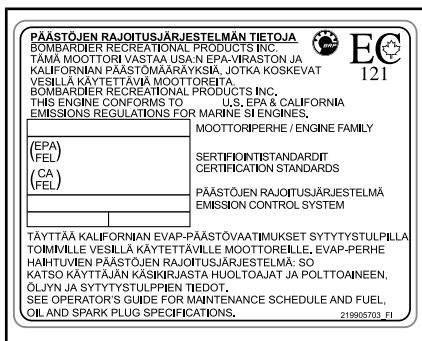 PÄÄSTÖJEN RAJOITUSJÄRJESTELMÄN TIETOJA
BOMBARDIER RECREATIONAL PRODUCTS INC.
TÄMÄ MOOTTORI VASTAA USA:N EPA-VIRASTON JA
KALIFORNIAN PÄÄSTÖMÄÄRÄYKSIÄ, JOTKA KOSKEVAT
VESILLÄ KÄYTETTÄVIÄ MOOTTOREITA.
BRP
EC
121
BOMBARDIER RECREATIONAL PRODUCTS INC.
THIS ENGINE CONFORMS TO U.S. EPA & CALIFORNIA
EMISSIONS REGULATIONS FOR MARINE SI ENGINES.
MOOTTORIPERHE / ENGINE FAMILY
(EPA FEL)
SERTIFIOINTISTANDARDIT
CERTIFICATION STANDARDS
(CA FEL)
PÄÄSTÖJEN RAJOITUSJÄRJESTELMÄ
EMISSION CONTROL SYSTEM
TÄYTTÄÄ KALIFORNIAN EVAP-PÄÄSTÖVAATIMUKSET SYTYTYSTULPILLA
TOIMIVILLE VESILLÄ KÄYTETTÄVILLE MOOTTOREILLE. EVAP-PERHE
HAIHTUVIEN PÄÄSTÖJEN RAJOITUSJÄRJESTELMÄ: SO
KATSO KÄYTTÄJÄN KÄSIKIRJASTA HUOLTOAJAT JA POLTTOAINEEN,
ÖLJYN JA SYTYTYSTULPPIEN TIEDOT.
SEE OPERATOR'S GUIDE FOR MAINTENANCE SCHEDULE AND FUEL,
OIL AND SPARK PLUG SPECIFICATIONS.
219905703_FI